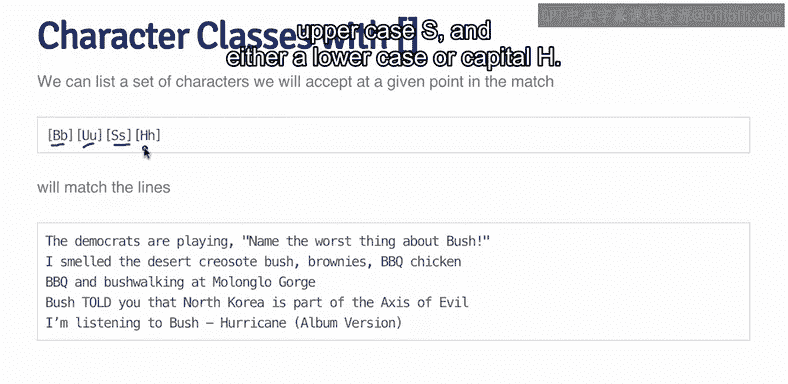 Character Classes with []
upper case S, and
either a lower case or capital H.
We can list a set of characters we will accept at a given point in the match
[Bb][Uu][Ss][Hh]
will match the lines
The democrats are playing, "Name the worst thing about Bush!"
I smelled the desert creosote bush, brownies, BBQ chicken
BBQ and bushwalking at Molonglo Gorge
Bush TOLD you that North Korea is part of the Axis of Evil
I’m listening to Bush – Hurricane (Album Version)